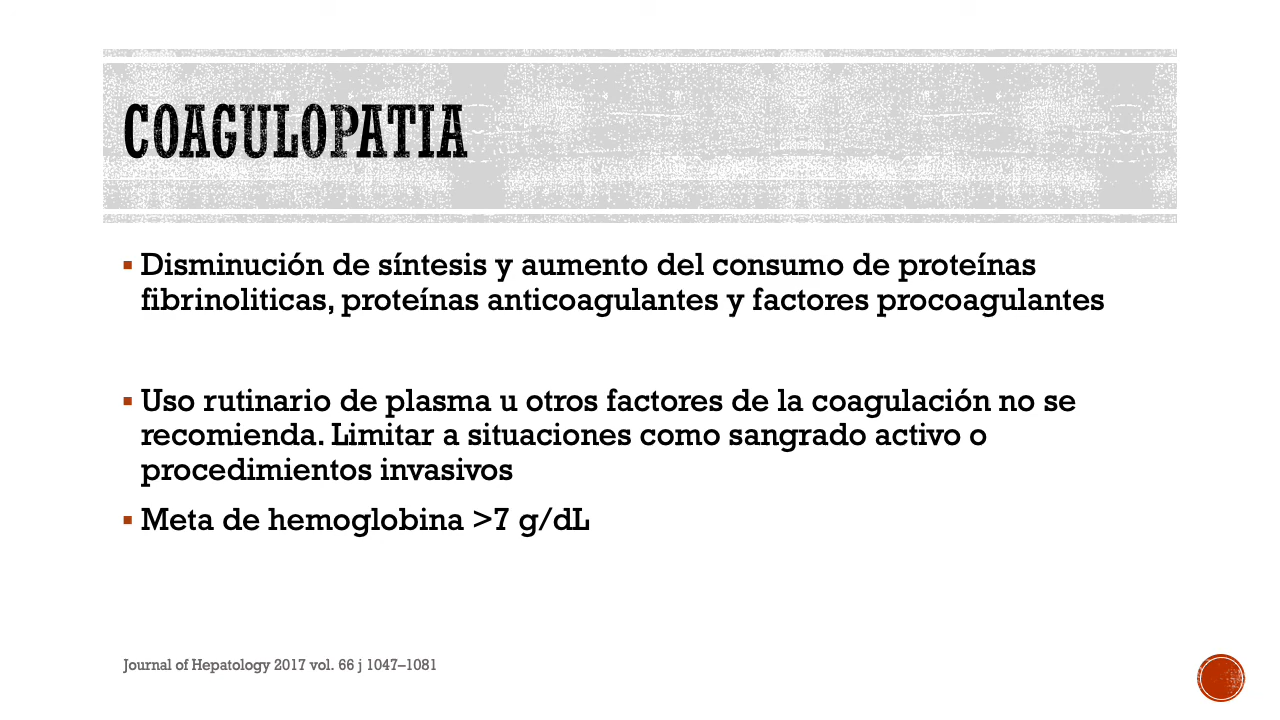 COAGULOPATIA
▪ Disminución de síntesis y aumento del consumo de proteínas
fibrinoliticas, proteínas anticoagulantes y factores procoagulantes
▪ Uso rutinario de plasma u otros factores de la coagulación no se
recomienda. Limitar a situaciones como sangrado activo o
procedimientos invasivos
▪ Meta de hemoglobina >7 g/dL
Journal of Hepatology 2017 vol. 66 j 1047–1081